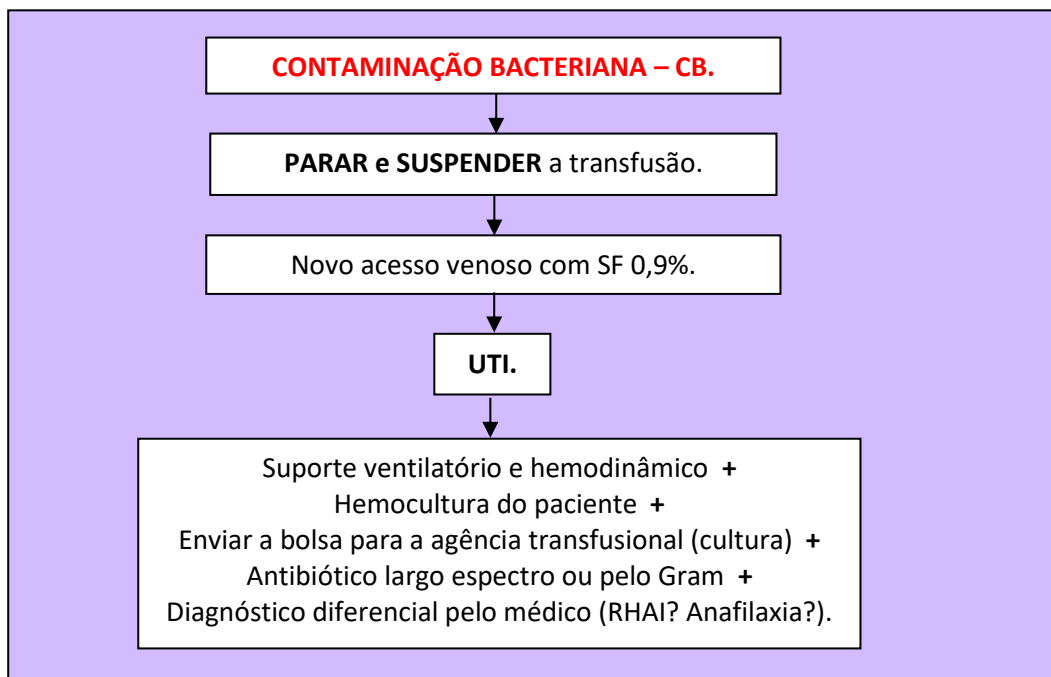 CONTAMINAÇÃO BACTERIANA – CB.
PARAR e SUSPENDER a transfusão.
Novo acesso venoso com SF 0,9%.
UTI.
Suporte ventilatório e hemodinâmico +
Hemocultura do paciente +
Enviar a bolsa para a agência transfusional (cultura) +
Antibiótico largo espectro ou pelo Gram +
Diagnóstico diferencial pelo médico (RHAI? Anafilaxia?).